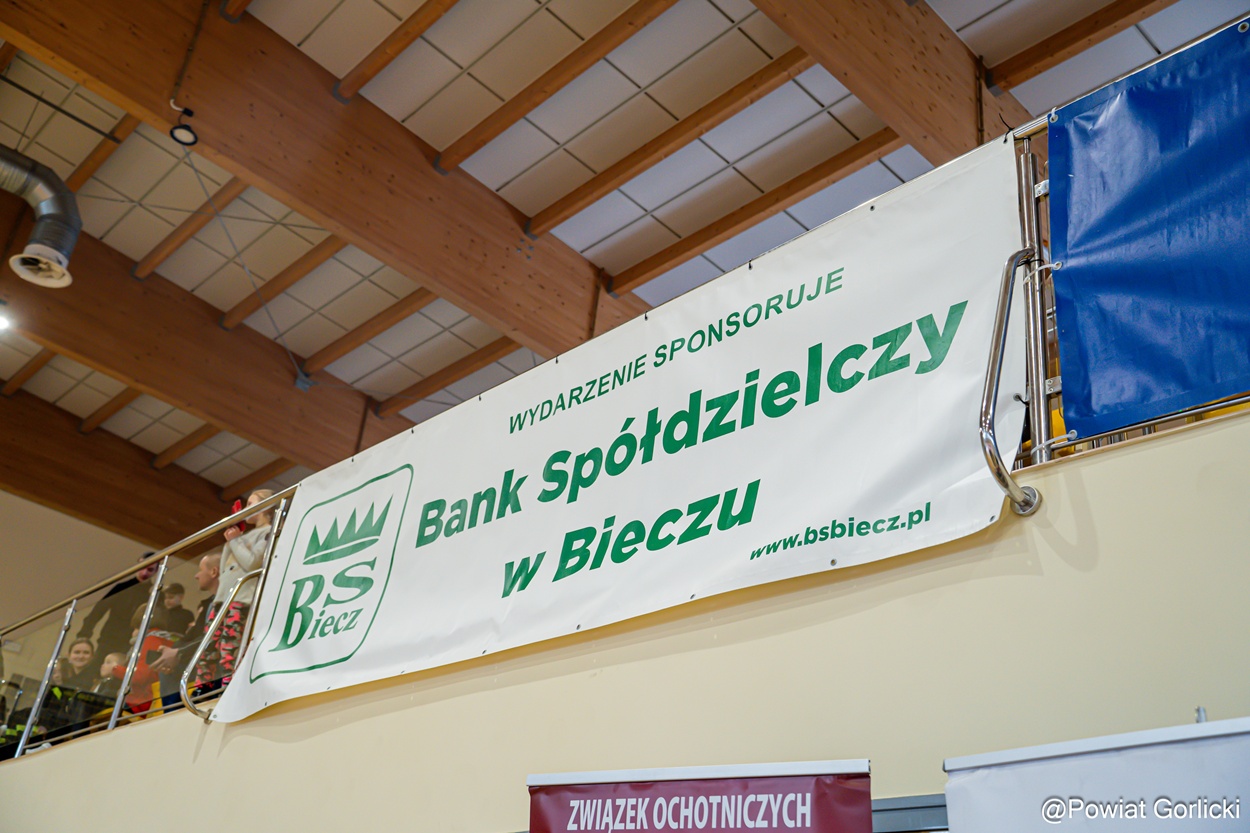 WYDARZENIE SPONSORUJE
Bank Spółdzielczy
w Bieczu
www.bsbiecz.pl
BS
Biecz
ZWIĄZEK OCHOTNICZYCH
@Powiat Gorlicki